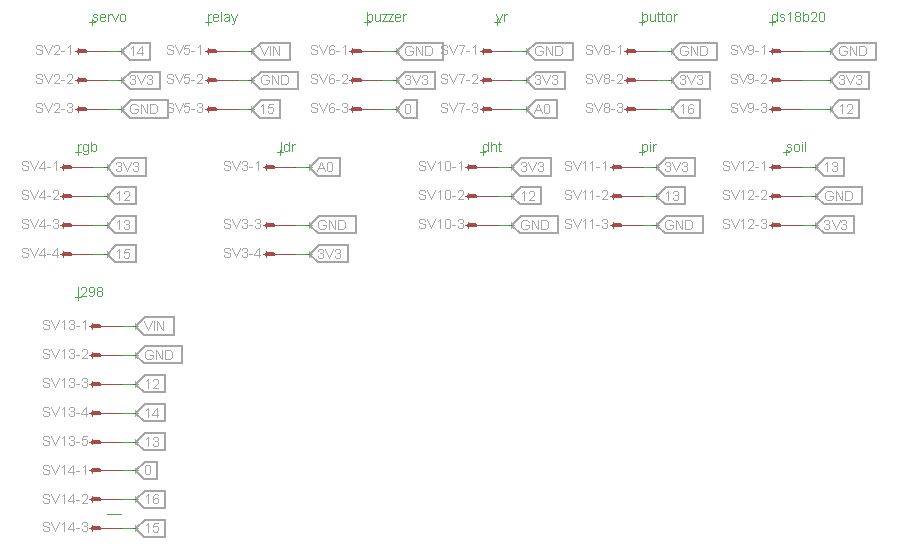 servo relay buzzer vr buttor ds18b20
SV2-1 14 SV5-1 VIN SV6-1 GND SV7-1 GND SV8-1 GND SV9-1 GND
SV2-2 3V3 SV5-2 GND SV6-2 3V3 SV7-2 3V3 SV8-2 3V3 SV9-2 3V3
SV2-3 GND SV5-3 15 SV6-3 0 SV7-3 A0 SV8-3 16 SV9-3 12
rgb ldr dht pir soil
SV4-1 3V3 SV3-1 A0 SV10-1 3V3 SV11-1 3V3 SV12-1 13
SV4-2 12 SV10-2 12 SV11-2 13 SV12-2 GND
SV4-3 13 SV3-3 GND SV10-3 GND SV11-3 GND SV12-3 3V3
SV4-4 15 SV3-4 3V3
l298
SV13-1 VIN
SV13-2 GND
SV13-3 12
SV13-4 14
SV13-5 13
SV14-1 0
SV14-2 16
SV14-3 15